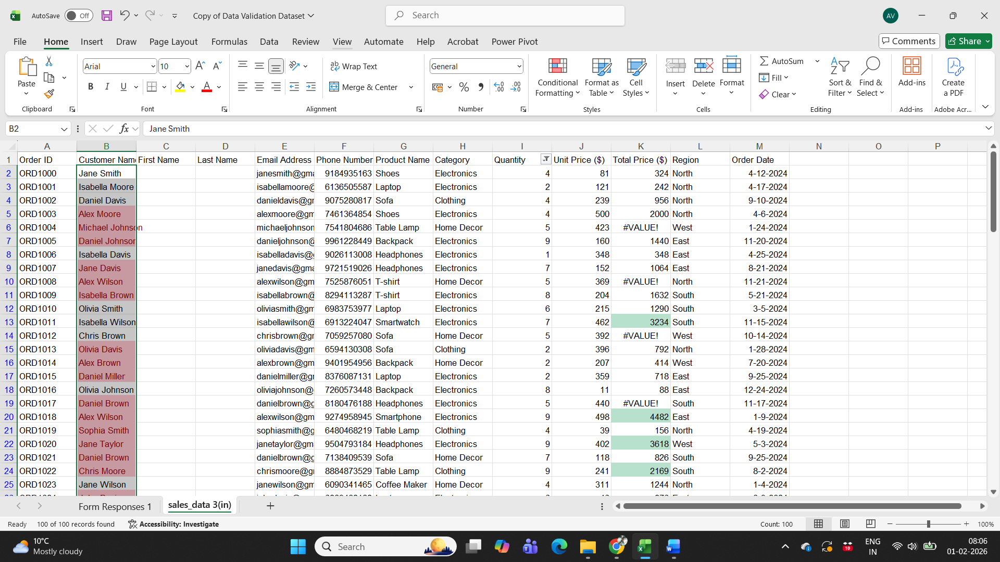 AutoSave Off Copy of Data Validation Dataset Search AV
File Home Insert Draw Page Layout Formulas Data Review View Automate Help Acrobat Power Pivot Comments Share
Paste Arial 10 Wrap Text General Conditional Formatting Format as Table Cell Styles Insert Delete Format AutoSum Fill Clear Sort & Filter Find & Select Add-ins Create a PDF
B I U A Merge & Center
Clipboard Font Alignment Number Styles Cells Editing Add-ins Adobe Acr...
B2 fx Jane Smith
A B C D E F G H I J K L M N O P
1 Order ID Customer Nam First Name Last Name Email Address Phone Number Product Name Category Quantity Unit Price ($) Total Price ($) Region Order Date
2 ORD1000 Jane Smith janesmith@gma 9184935163 Shoes Electronics 4 81 324 North 4-12-2024
3 ORD1001 Isabella Moore isabellamoore@ 6136505587 Laptop Electronics 2 121 242 North 4-17-2024
4 ORD1002 Daniel Davis danieldavis@gr 9075280817 Sofa Clothing 4 239 956 North 9-10-2024
5 ORD1003 Alex Moore alexmoore@gm 7461364854 Shoes Electronics 4 500 2000 North 4-6-2024
6 ORD1004 Michael Johnson michaeljohnson 7541804686 Table Lamp Home Decor 5 423 #VALUE! West 1-24-2024
7 ORD1005 Daniel Johnson danieljohnson@ 9961228449 Backpack Electronics 9 160 1440 East 11-20-2024
8 ORD1006 Isabella Davis isabelladavis@ 9026113008 Headphones Electronics 1 348 348 East 4-25-2024
9 ORD1007 Jane Davis janedavis@gma 9721519026 Headphones Electronics 7 152 1064 East 8-21-2024
10 ORD1008 Alex Wilson alexwilson@gm 7525876051 T-shirt Home Decor 5 369 #VALUE! North 11-21-2024
11 ORD1009 Isabella Brown isabellabrown@ 8294113287 T-shirt Electronics 8 204 1632 South 5-21-2024
12 ORD1010 Olivia Smith oliviasmith@gm 6983753977 Laptop Electronics 6 215 1290 South 3-5-2024
13 ORD1011 Isabella Wilson isabellawilson@ 6913224047 Smartwatch Electronics 7 462 3234 South 11-15-2024
14 ORD1012 Chris Brown chrisbrown@gr 7059257080 Sofa Home Decor 5 392 #VALUE! West 10-14-2024
15 ORD1013 Olivia Davis oliviadavis@gm 6594130308 Sofa Clothing 2 396 792 North 1-28-2024
16 ORD1014 Alex Brown alexbrown@gm 9401954956 Backpack Home Decor 2 207 414 West 7-20-2024
17 ORD1015 Daniel Miller danielmiller@gr 8376087131 Laptop Electronics 2 359 718 East 9-25-2024
18 ORD1016 Olivia Johnson oliviajohnson@ 7260573448 Backpack Electronics 8 11 88 East 12-24-2024
19 ORD1017 Daniel Brown danielbrown@g 8180476188 Headphones Electronics 5 440 #VALUE! South 11-17-2024
20 ORD1018 Alex Wilson alexwilson@gm 9274958945 Smartphone Electronics 9 498 4482 East 1-9-2024
21 ORD1019 Sophia Smith sophiasmith@g 6480468219 Table Lamp Clothing 4 39 156 North 4-19-2024
22 ORD1020 Jane Taylor janetaylor@gm 9504793184 Headphones Electronics 9 402 3618 West 5-3-2024
23 ORD1021 Daniel Brown danielbrown@g 7138409539 Sofa Home Decor 7 118 826 South 9-25-2024
24 ORD1022 Chris Moore chrismoore@gr 8884873529 Table Lamp Clothing 9 241 2169 South 8-2-2024
25 ORD1023 Jane Wilson janewilson@gm 6090341465 Coffee Maker Home Decor 4 311 1244 North 1-4-2024
Form Responses 1 sales_data 3(in)
Ready 100 of 100 records found Accessibility: Investigate Count: 100 100%
10°C Mostly cloudy Search 10 ENG IN 08:06 01-02-2026